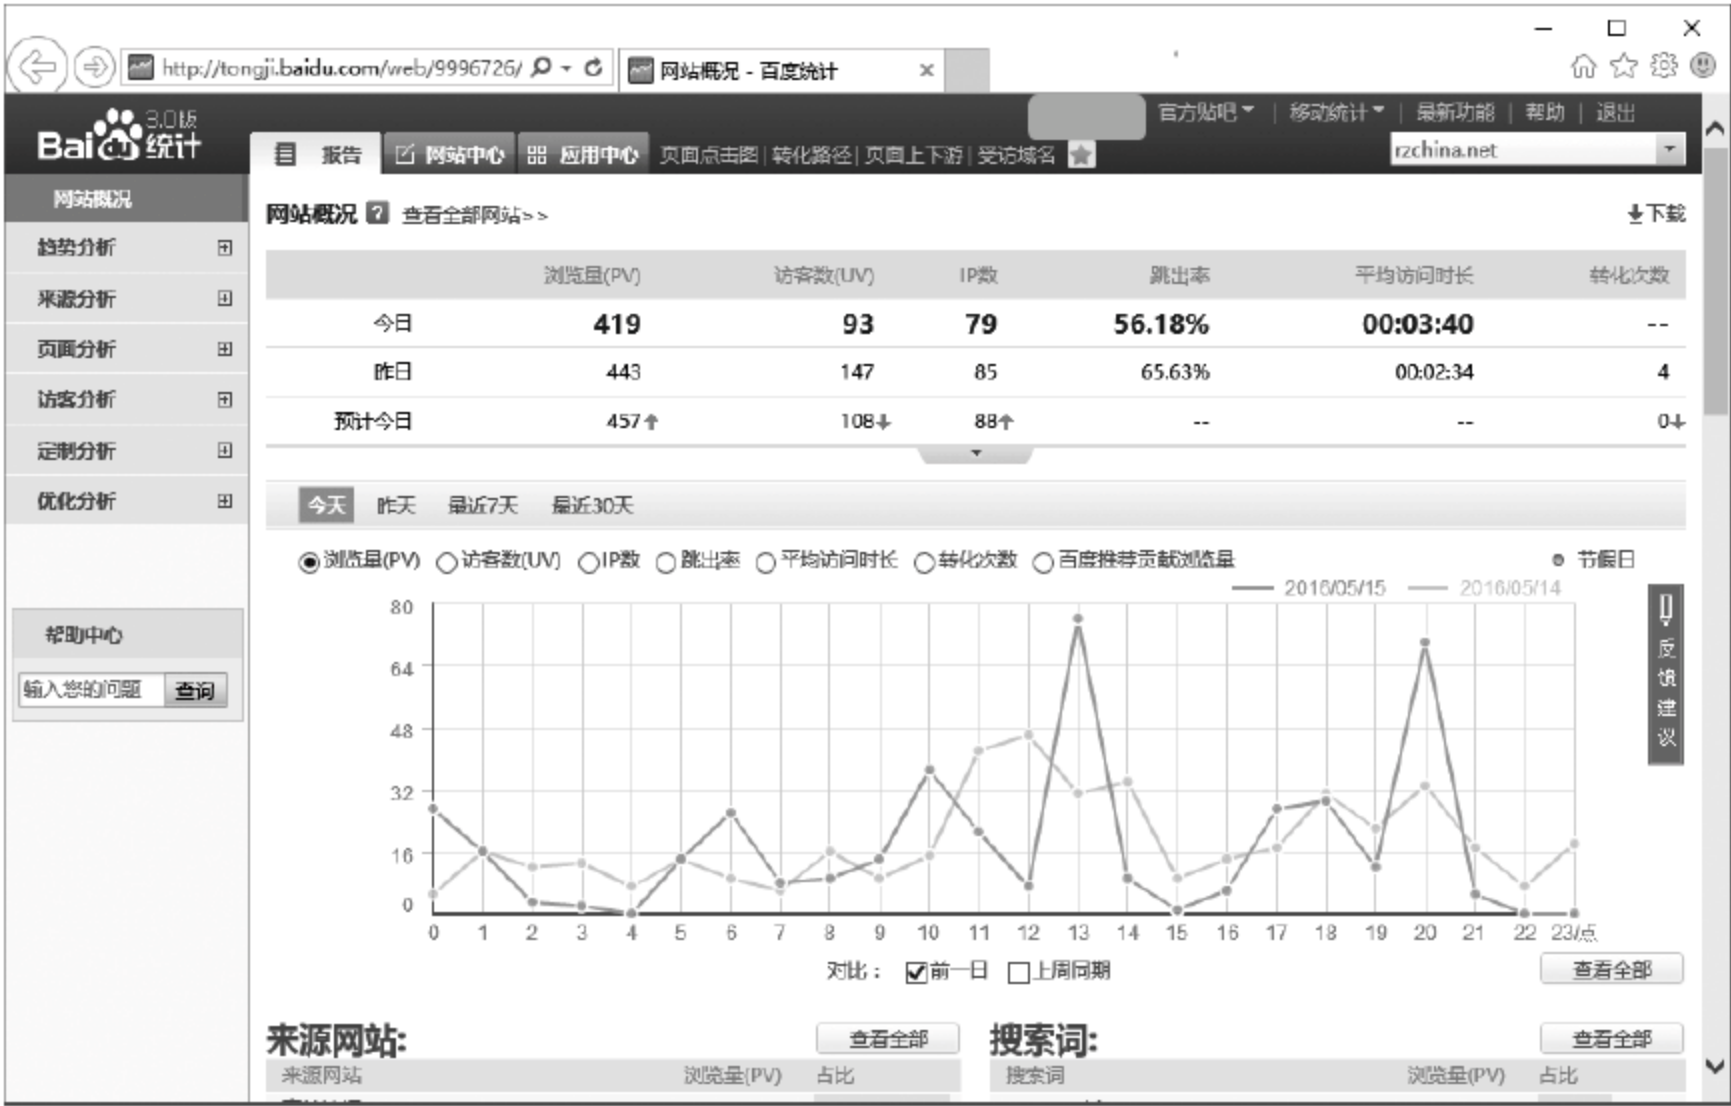 http://tongji.baidu.com/web/9996726/
网站概况 - 百度统计
Bai 统计 3.0版
官方贴吧 | 移动统计 | 最新功能 | 帮助 | 退出
报告 网站中心 应用中心 页面点击图 | 转化路径 | 页面上下游 | 受访域名
rzchina.net
网站概况
趋势分析
来源分析
页面分析
访客分析
定制分析
优化分析
帮助中心
输入您的问题 查询
网站概况 ? 查看全部网站>>
下载
浏览量(PV) 访客数(UV) IP数 跳出率 平均访问时长 转化次数
今日 419 93 79 56.18% 00:03:40 --
昨日 443 147 85 65.63% 00:02:34 4
预计今日 457↑ 108↓ 88↑ -- -- 0↓
今天 昨天 最近7天 最近30天
浏览量(PV) 访客数(UV) IP数 跳出率 平均访问时长 转化次数 百度推荐贡献浏览量
节假日
2016/05/15 2016/05/14
80
64
48
32
16
0
0 1 2 3 4 5 6 7 8 9 10 11 12 13 14 15 16 17 18 19 20 21 22 23/点
对比： 前一日 上周同期
查看全部
反馈建议
来源网站: 查看全部
来源网站 浏览量(PV) 占比
搜索词: 查看全部
搜索词 浏览量(PV) 占比